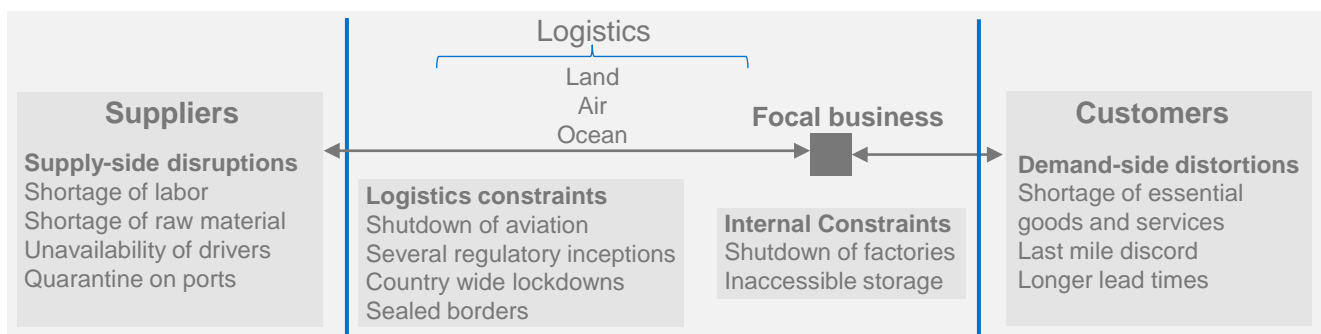 Logistics
Land
Air
Ocean
Suppliers
Supply-side disruptions
Shortage of labor
Shortage of raw material
Unavailability of drivers
Quarantine on ports
Logistics constraints
Shutdown of aviation
Several regulatory inceptions
Country wide lockdowns
Sealed borders
Focal business
Internal Constraints
Shutdown of factories
Inaccessible storage
Customers
Demand-side distortions
Shortage of essential
goods and services
Last mile discord
Longer lead times